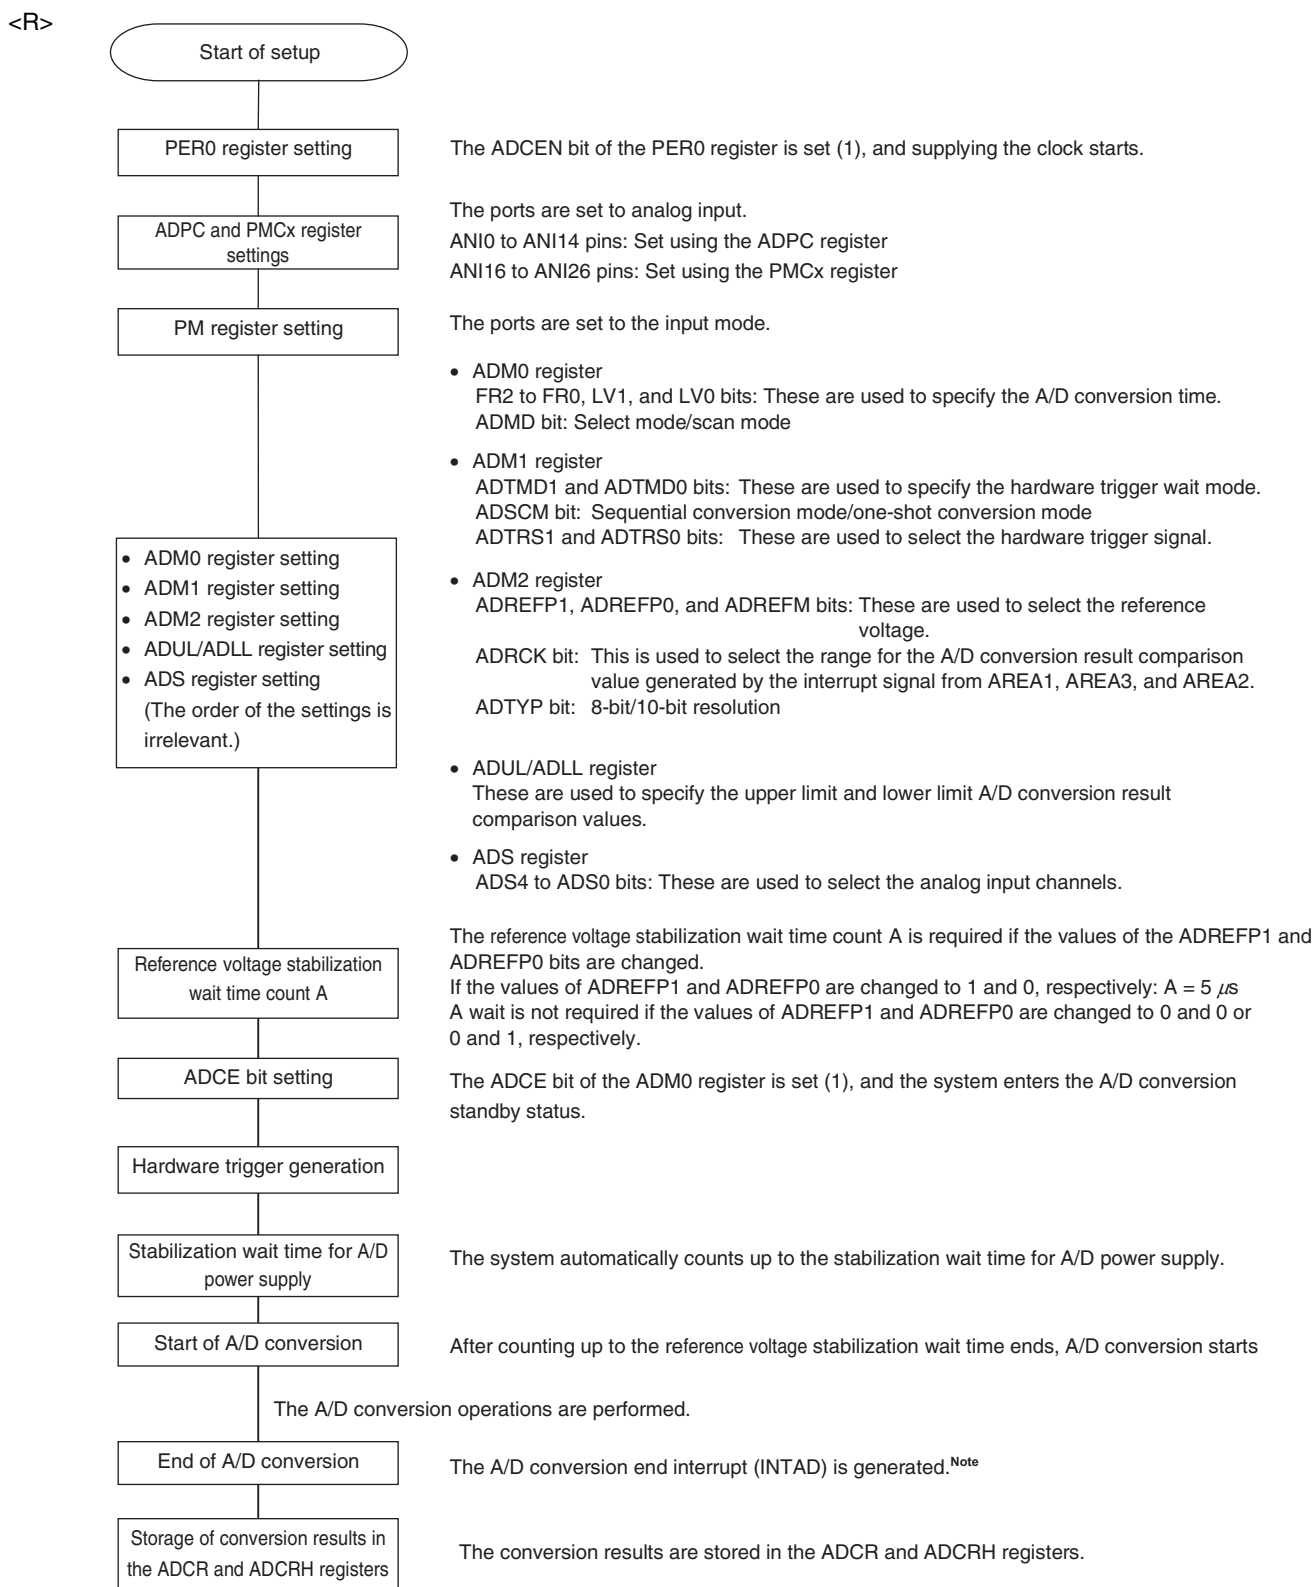 <R>
Start of setup
PER0 register setting
The ADCEN bit of the PER0 register is set (1), and supplying the clock starts.
ADPC and PMCx register
settings
The ports are set to analog input.
ANI0 to ANI14 pins: Set using the ADPC register
ANI16 to ANI26 pins: Set using the PMCx register
PM register setting
The ports are set to the input mode.
• ADM0 register setting
• ADM1 register setting
• ADM2 register setting
• ADUL/ADLL register setting
• ADS register setting
(The order of the settings is
irrelevant.)
• ADM0 register
FR2 to FR0, LV1, and LV0 bits: These are used to specify the A/D conversion time.
ADMD bit: Select mode/scan mode
• ADM1 register
ADTMD1 and ADTMD0 bits: These are used to specify the hardware trigger wait mode.
ADSCM bit: Sequential conversion mode/one-shot conversion mode
ADTRS1 and ADTRS0 bits: These are used to select the hardware trigger signal.
• ADM2 register
ADREFP1, ADREFP0, and ADREFM bits: These are used to select the reference
voltage.
ADRCK bit: This is used to select the range for the A/D conversion result comparison
value generated by the interrupt signal from AREA1, AREA3, and AREA2.
ADTYP bit: 8-bit/10-bit resolution
• ADUL/ADLL register
These are used to specify the upper limit and lower limit A/D conversion result
comparison values.
• ADS register
ADS4 to ADS0 bits: These are used to select the analog input channels.
Reference voltage stabilization
wait time count A
The reference voltage stabilization wait time count A is required if the values of the ADREFP1 and
ADREFP0 bits are changed.
If the values of ADREFP1 and ADREFP0 are changed to 1 and 0, respectively: A = 5 μs
A wait is not required if the values of ADREFP1 and ADREFP0 are changed to 0 and 0 or
0 and 1, respectively.
ADCE bit setting
The ADCE bit of the ADM0 register is set (1), and the system enters the A/D conversion
standby status.
Hardware trigger generation
Stabilization wait time for A/D
power supply
The system automatically counts up to the stabilization wait time for A/D power supply.
Start of A/D conversion
After counting up to the reference voltage stabilization wait time ends, A/D conversion starts
The A/D conversion operations are performed.
End of A/D conversion
The A/D conversion end interrupt (INTAD) is generated.Note
Storage of conversion results in
the ADCR and ADCRH registers
The conversion results are stored in the ADCR and ADCRH registers.